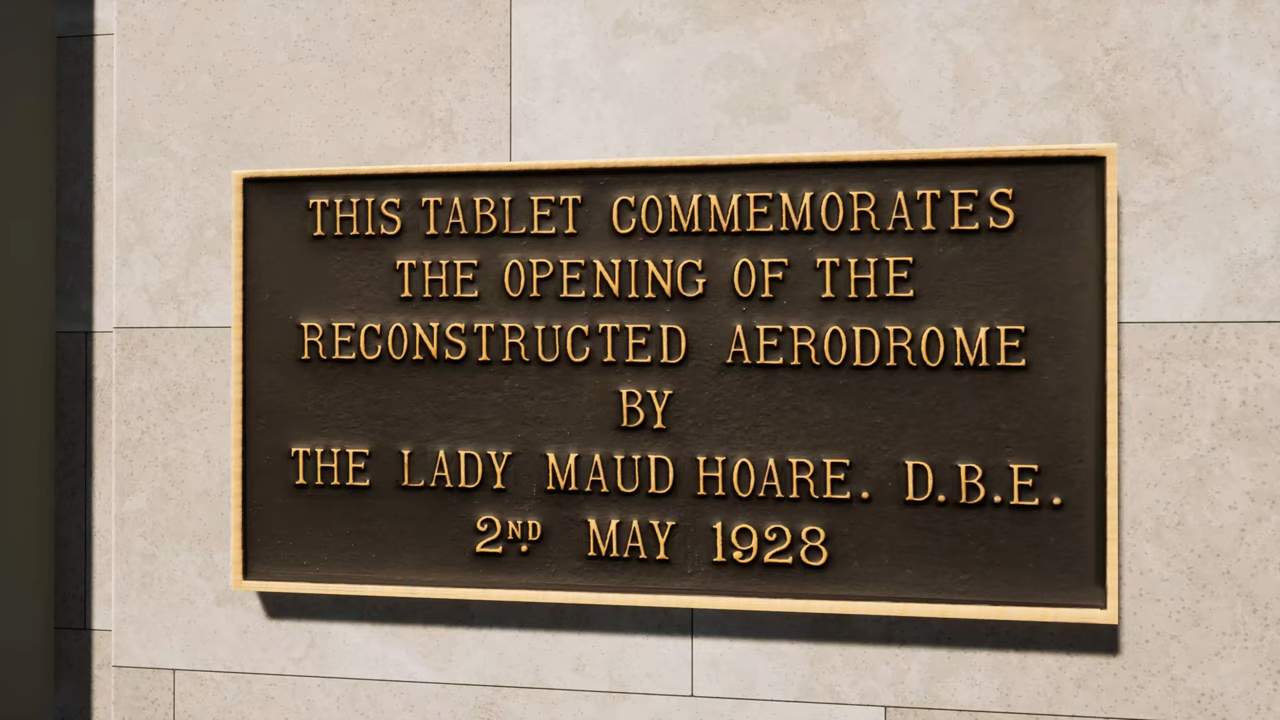 THIS TABLET COMMEMORATES
THE OPENING OF THE
RECONSTRUCTED AERODROME
BY
THE LADY MAUD HOARE. D.B.E.
2ND. MAY 1928